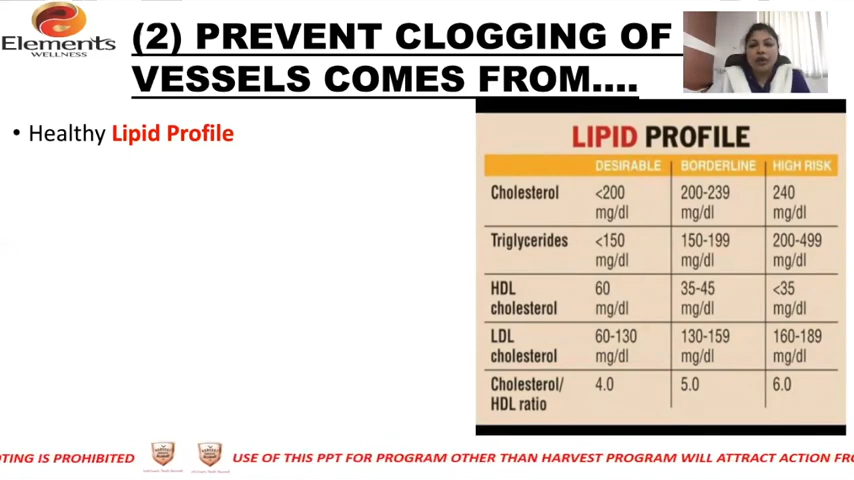 Elements
WELLNESS
(2) PREVENT CLOGGING OF
VESSELS COMES FROM....
• Healthy Lipid Profile
LIPID PROFILE
DESIRABLE BORDERLINE HIGH RISK
Cholesterol <200 mg/dl 200-239 mg/dl 240 mg/dl
Triglycerides <150 mg/dl 150-199 mg/dl 200-499 mg/dl
HDL cholesterol 60 mg/dl 35-45 mg/dl <35 mg/dl
LDL cholesterol 60-130 mg/dl 130-159 mg/dl 160-189 mg/dl
Cholesterol/ HDL ratio 4.0 5.0 6.0
TING IS PROHIBITED USE OF THIS PPT FOR PROGRAM OTHER THAN HARVEST PROGRAM WILL ATTRACT ACTION FRO